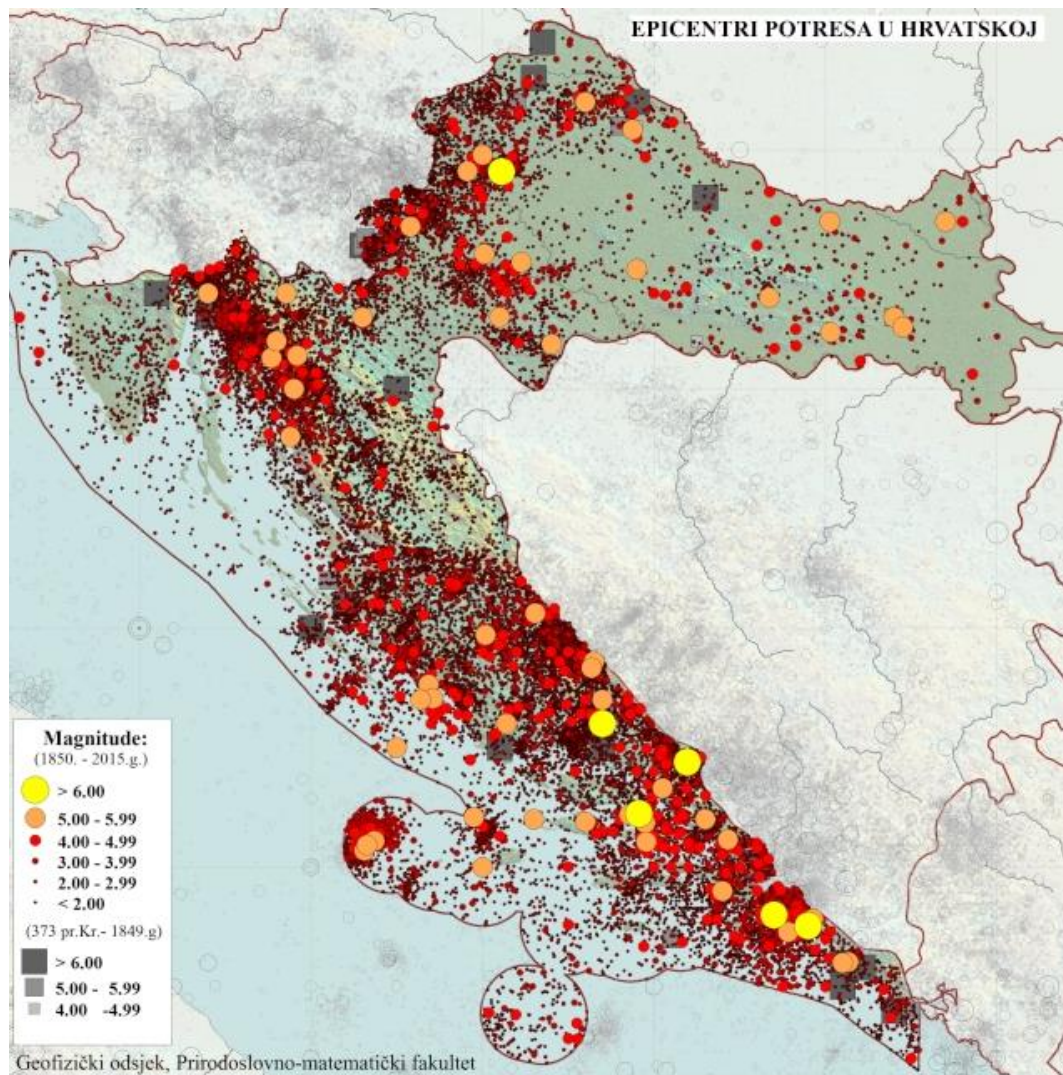 EPICENTRI POTRESA U HRVATSKOJ
Magnitude:
(1850. - 2015.g.)
> 6.00
5.00 - 5.99
4.00 - 4.99
3.00 - 3.99
2.00 - 2.99
< 2.00
(373 pr.Kr.- 1849.g)
> 6.00
5.00 - 5.99
4.00 -4.99
Geofizički odsjek, Prirodoslovno-matematički fakultet